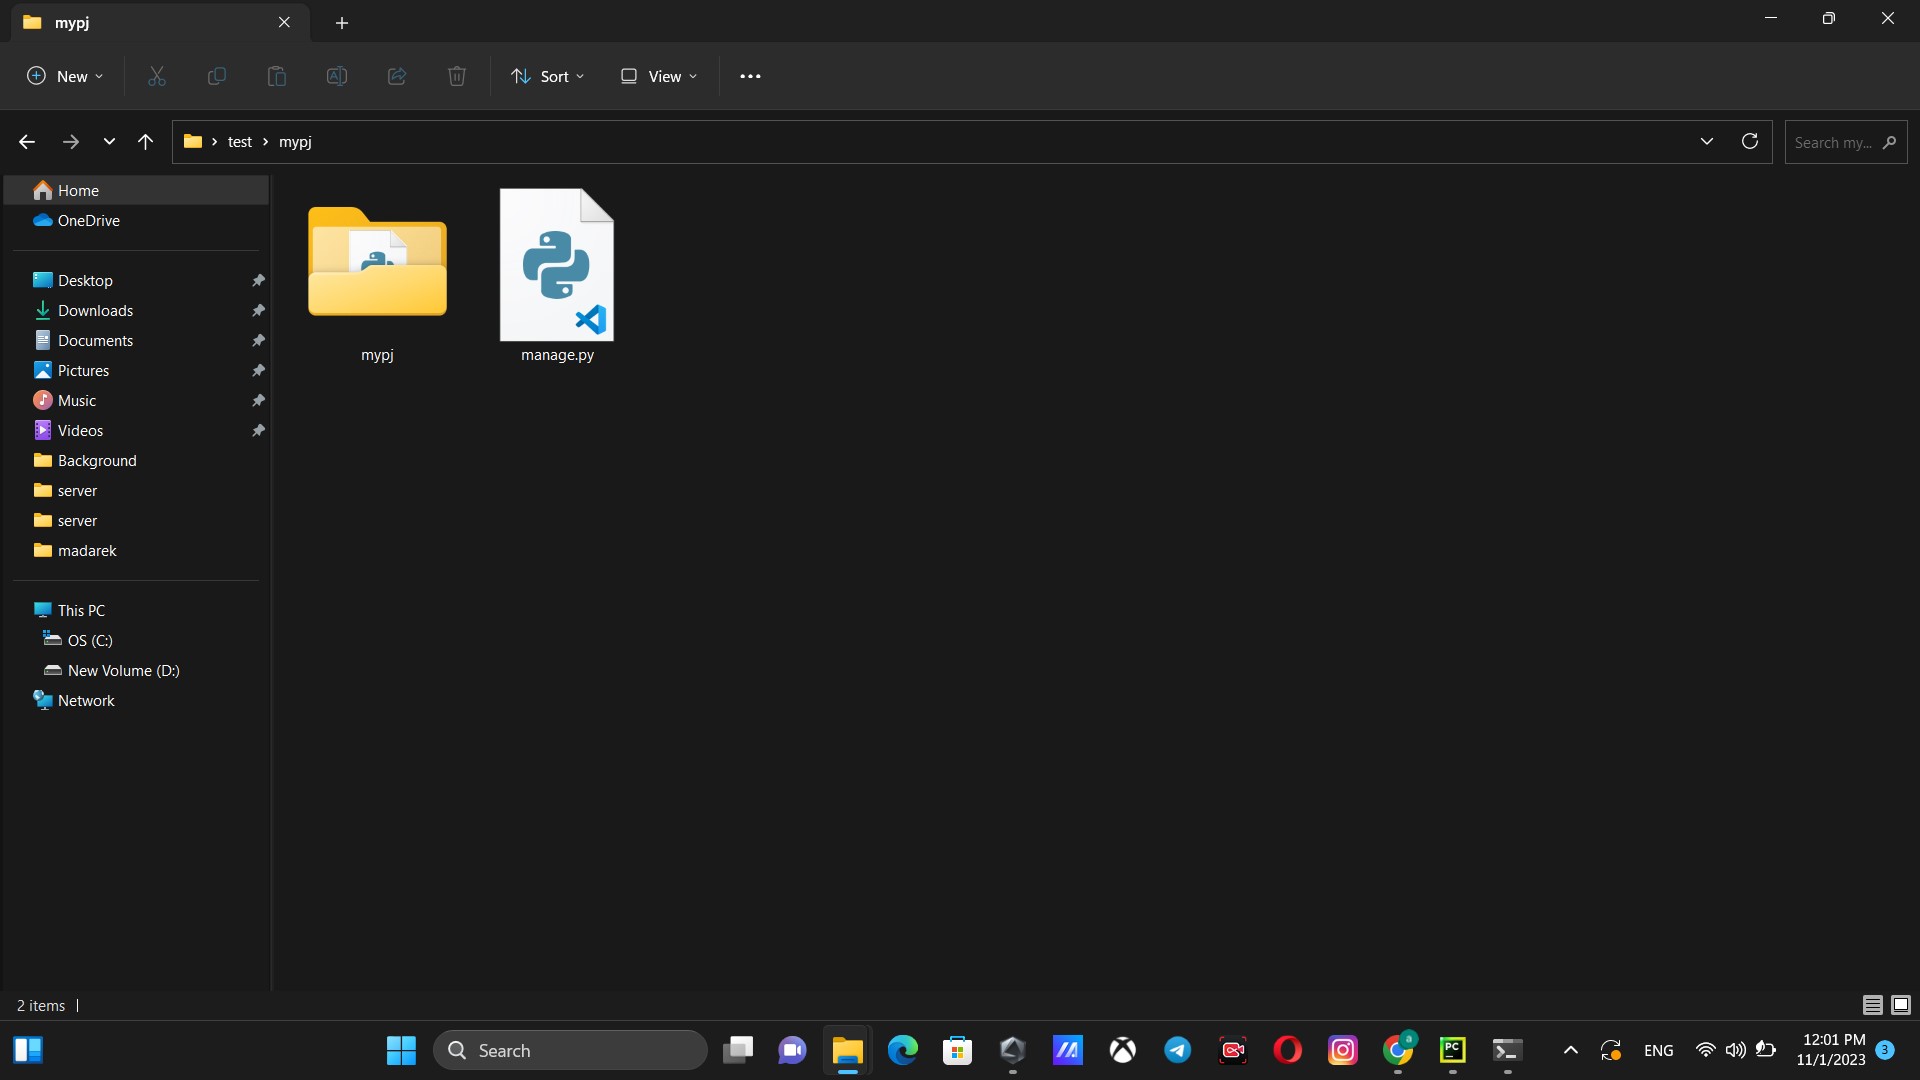 mypj
New
Sort
View
test
mypj
Search my...
Home
OneDrive
Desktop
Downloads
Documents
Pictures
Music
Videos
Background
server
server
madarek
This PC
OS (C:)
New Volume (D:)
Network
mypj
manage.py
2 items
Search
a
PC
ENG
12:01 PM
11/1/2023
3